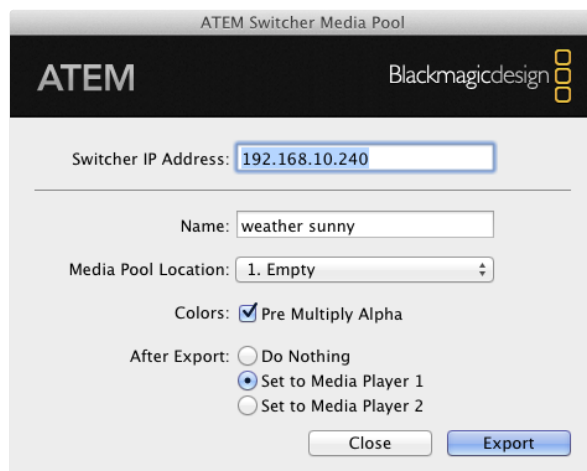 ATEM Switcher Media Pool
ATEM
Blackmagicdesign
Switcher IP Address: 192.168.10.240
Name: weather sunny
Media Pool Location: 1. Empty
Colors: Pre Multiply Alpha
After Export: Do Nothing
Set to Media Player 1
Set to Media Player 2
Close Export